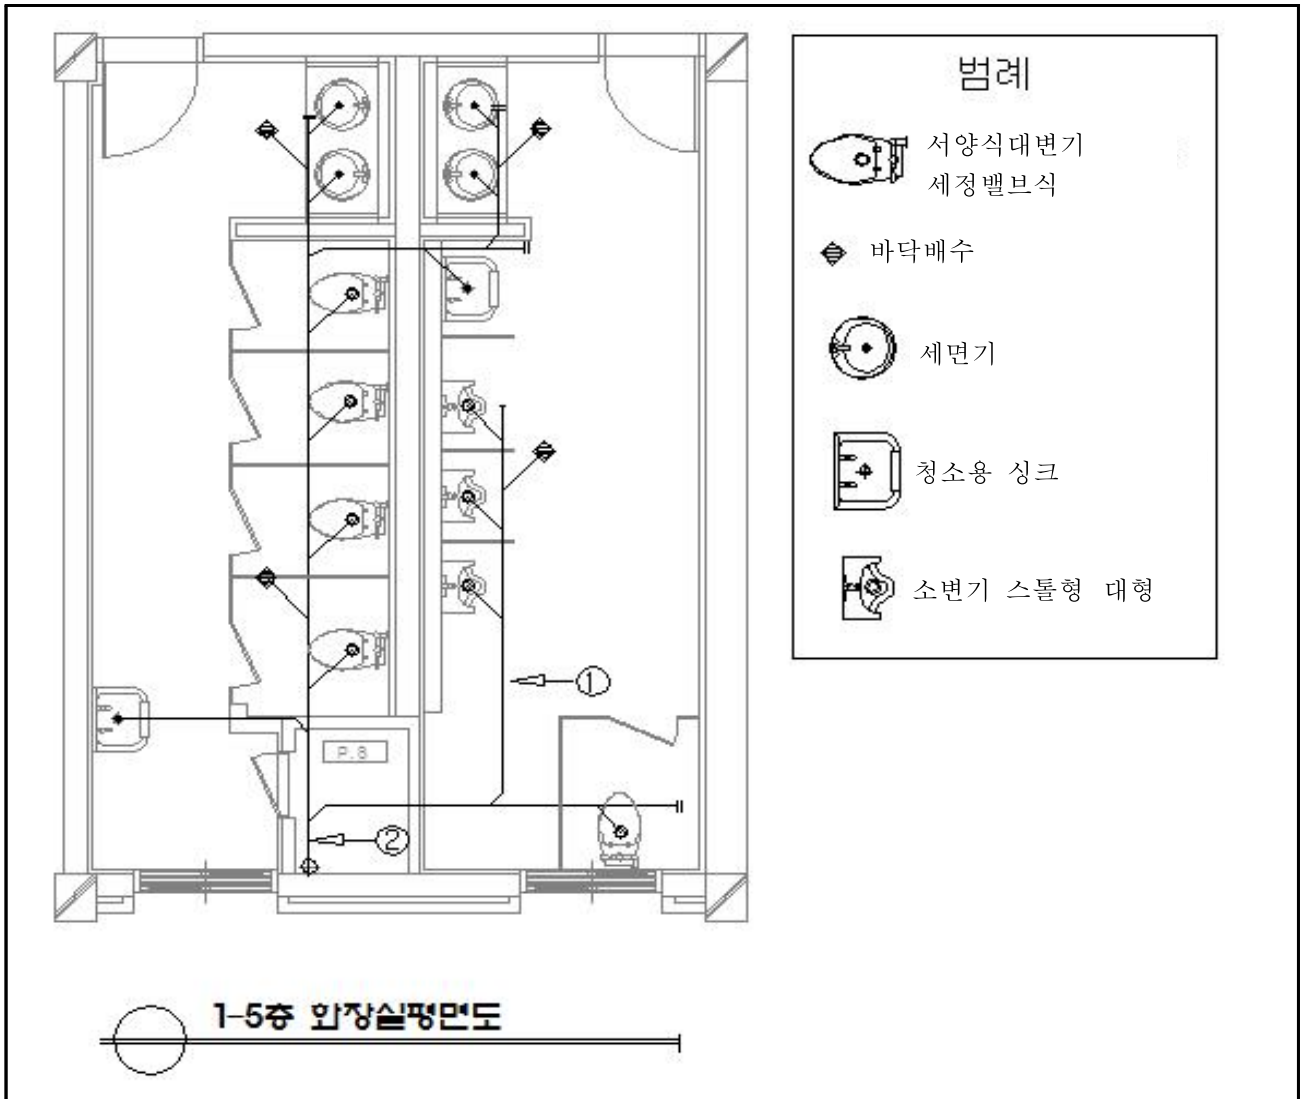 범례
서양식대변기
세정밸브식
바닥배수
세면기
청소용 싱크
소변기 스톨형 대형
①
②
P.S
1-5층 화장실평면도